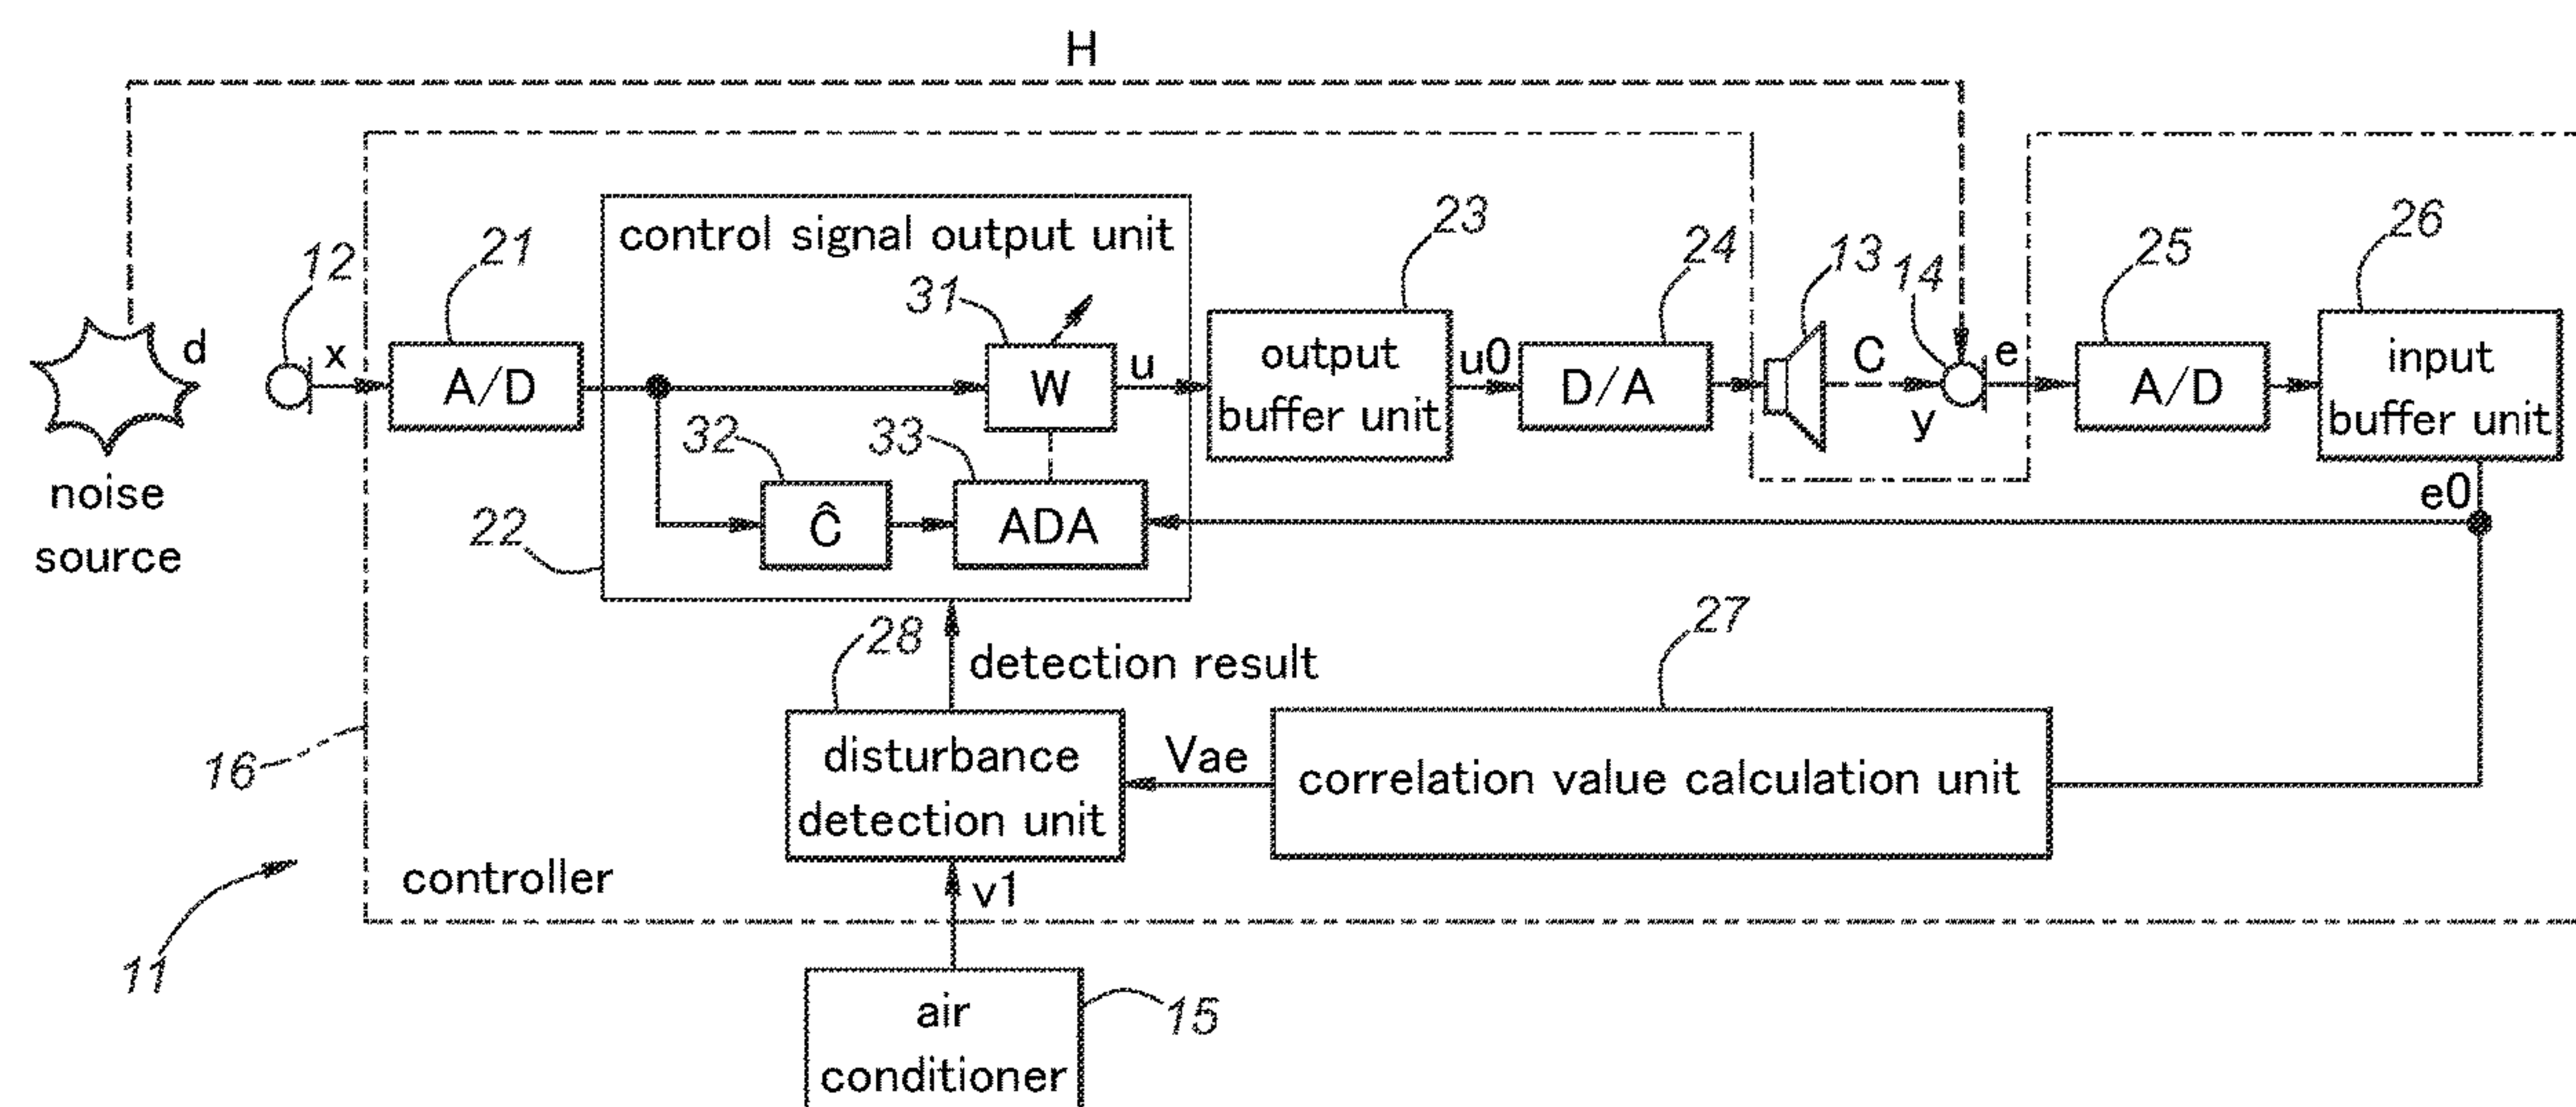 H
12
21
control signal output unit
23
24
13
14
25
26
31
d
x
A/D
W
u
output
buffer unit
u0
D/A
C
y
e
A/D
input
buffer unit
noise
source
22
32
33
Ĉ
ADA
e0
28
detection result
27
16
disturbance
detection unit
Vae
correlation value calculation unit
controller
11
v1
air
conditioner
15